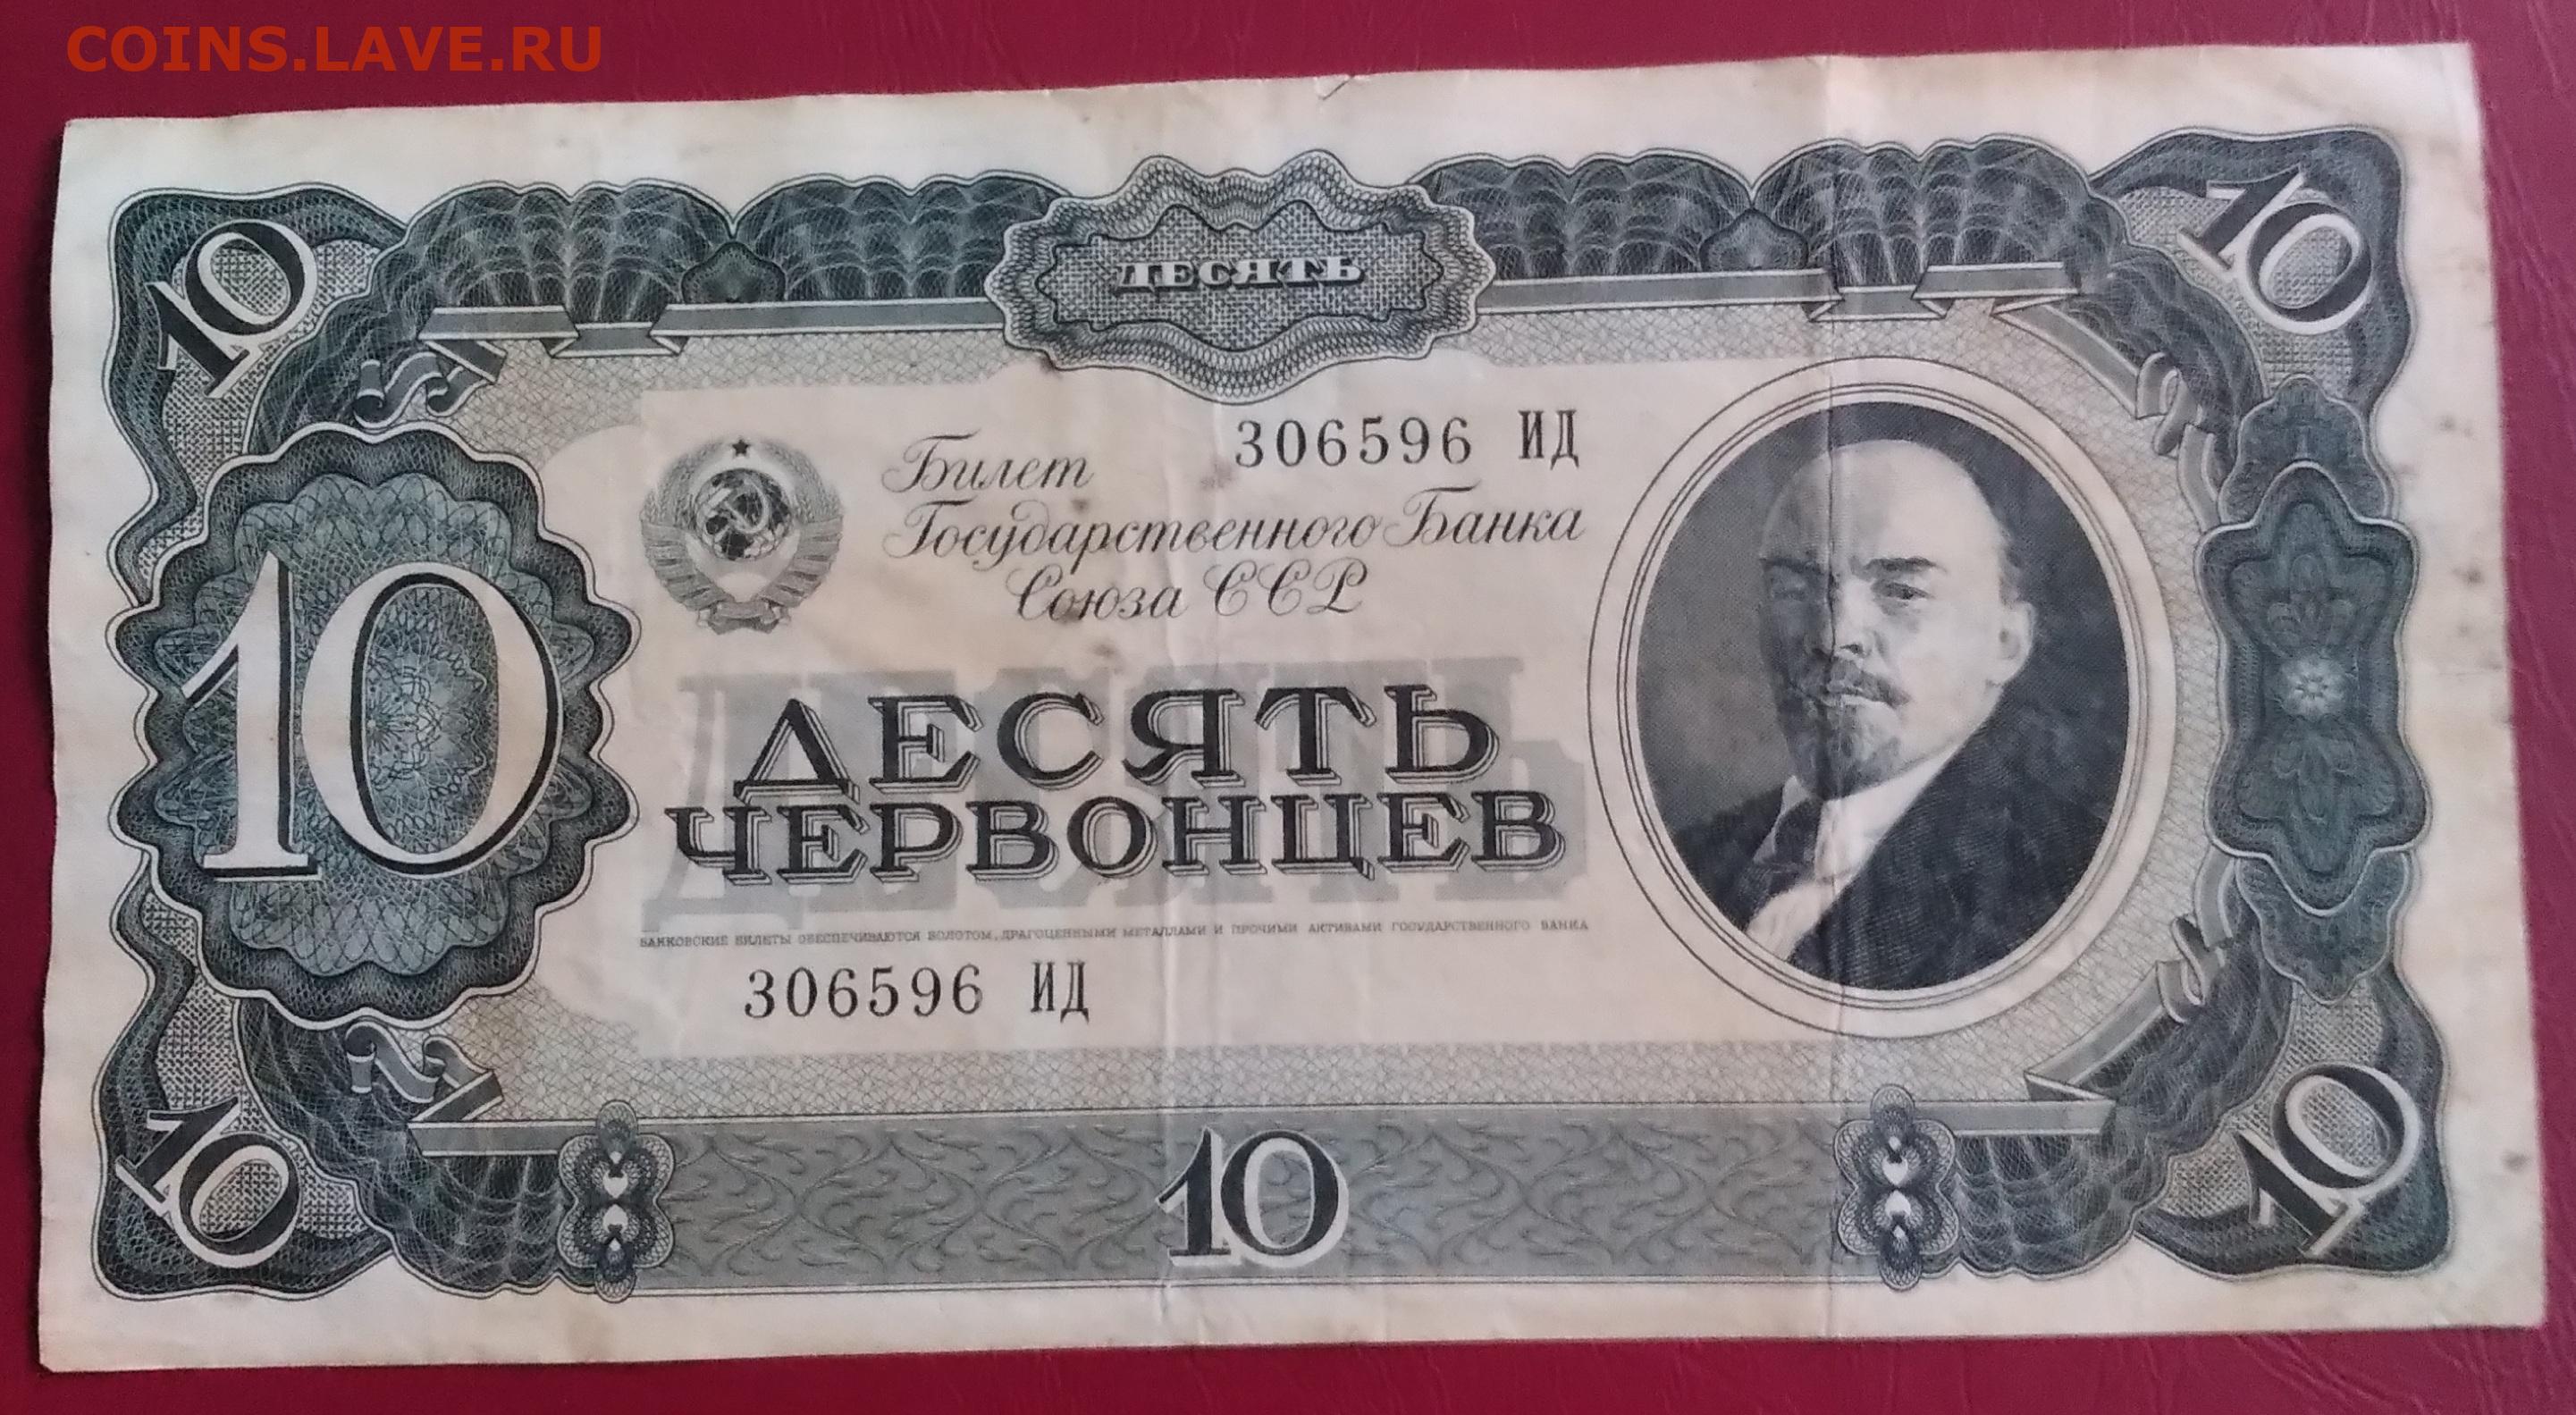 COINS.LAVE.RU
10
10
ДЕСЯТЬ
306596 ИД
Билет
Государственного Банка
Союза ССР
10
ДЕСЯТЬ
ДЕСЯТЬ
ЧЕРВОНЦЕВ
БАНКОВСКИЕ БИЛЕТЫ ОБЕСПЕЧИВАЮТСЯ ЗОЛОТОМ, ДРАГОЦЕННЫМИ МЕТАЛЛАМИ И ПРОЧИМИ АКТИВАМИ ГОСУДАРСТВЕННОГО БАНКА
306596 ИД
10
10
10